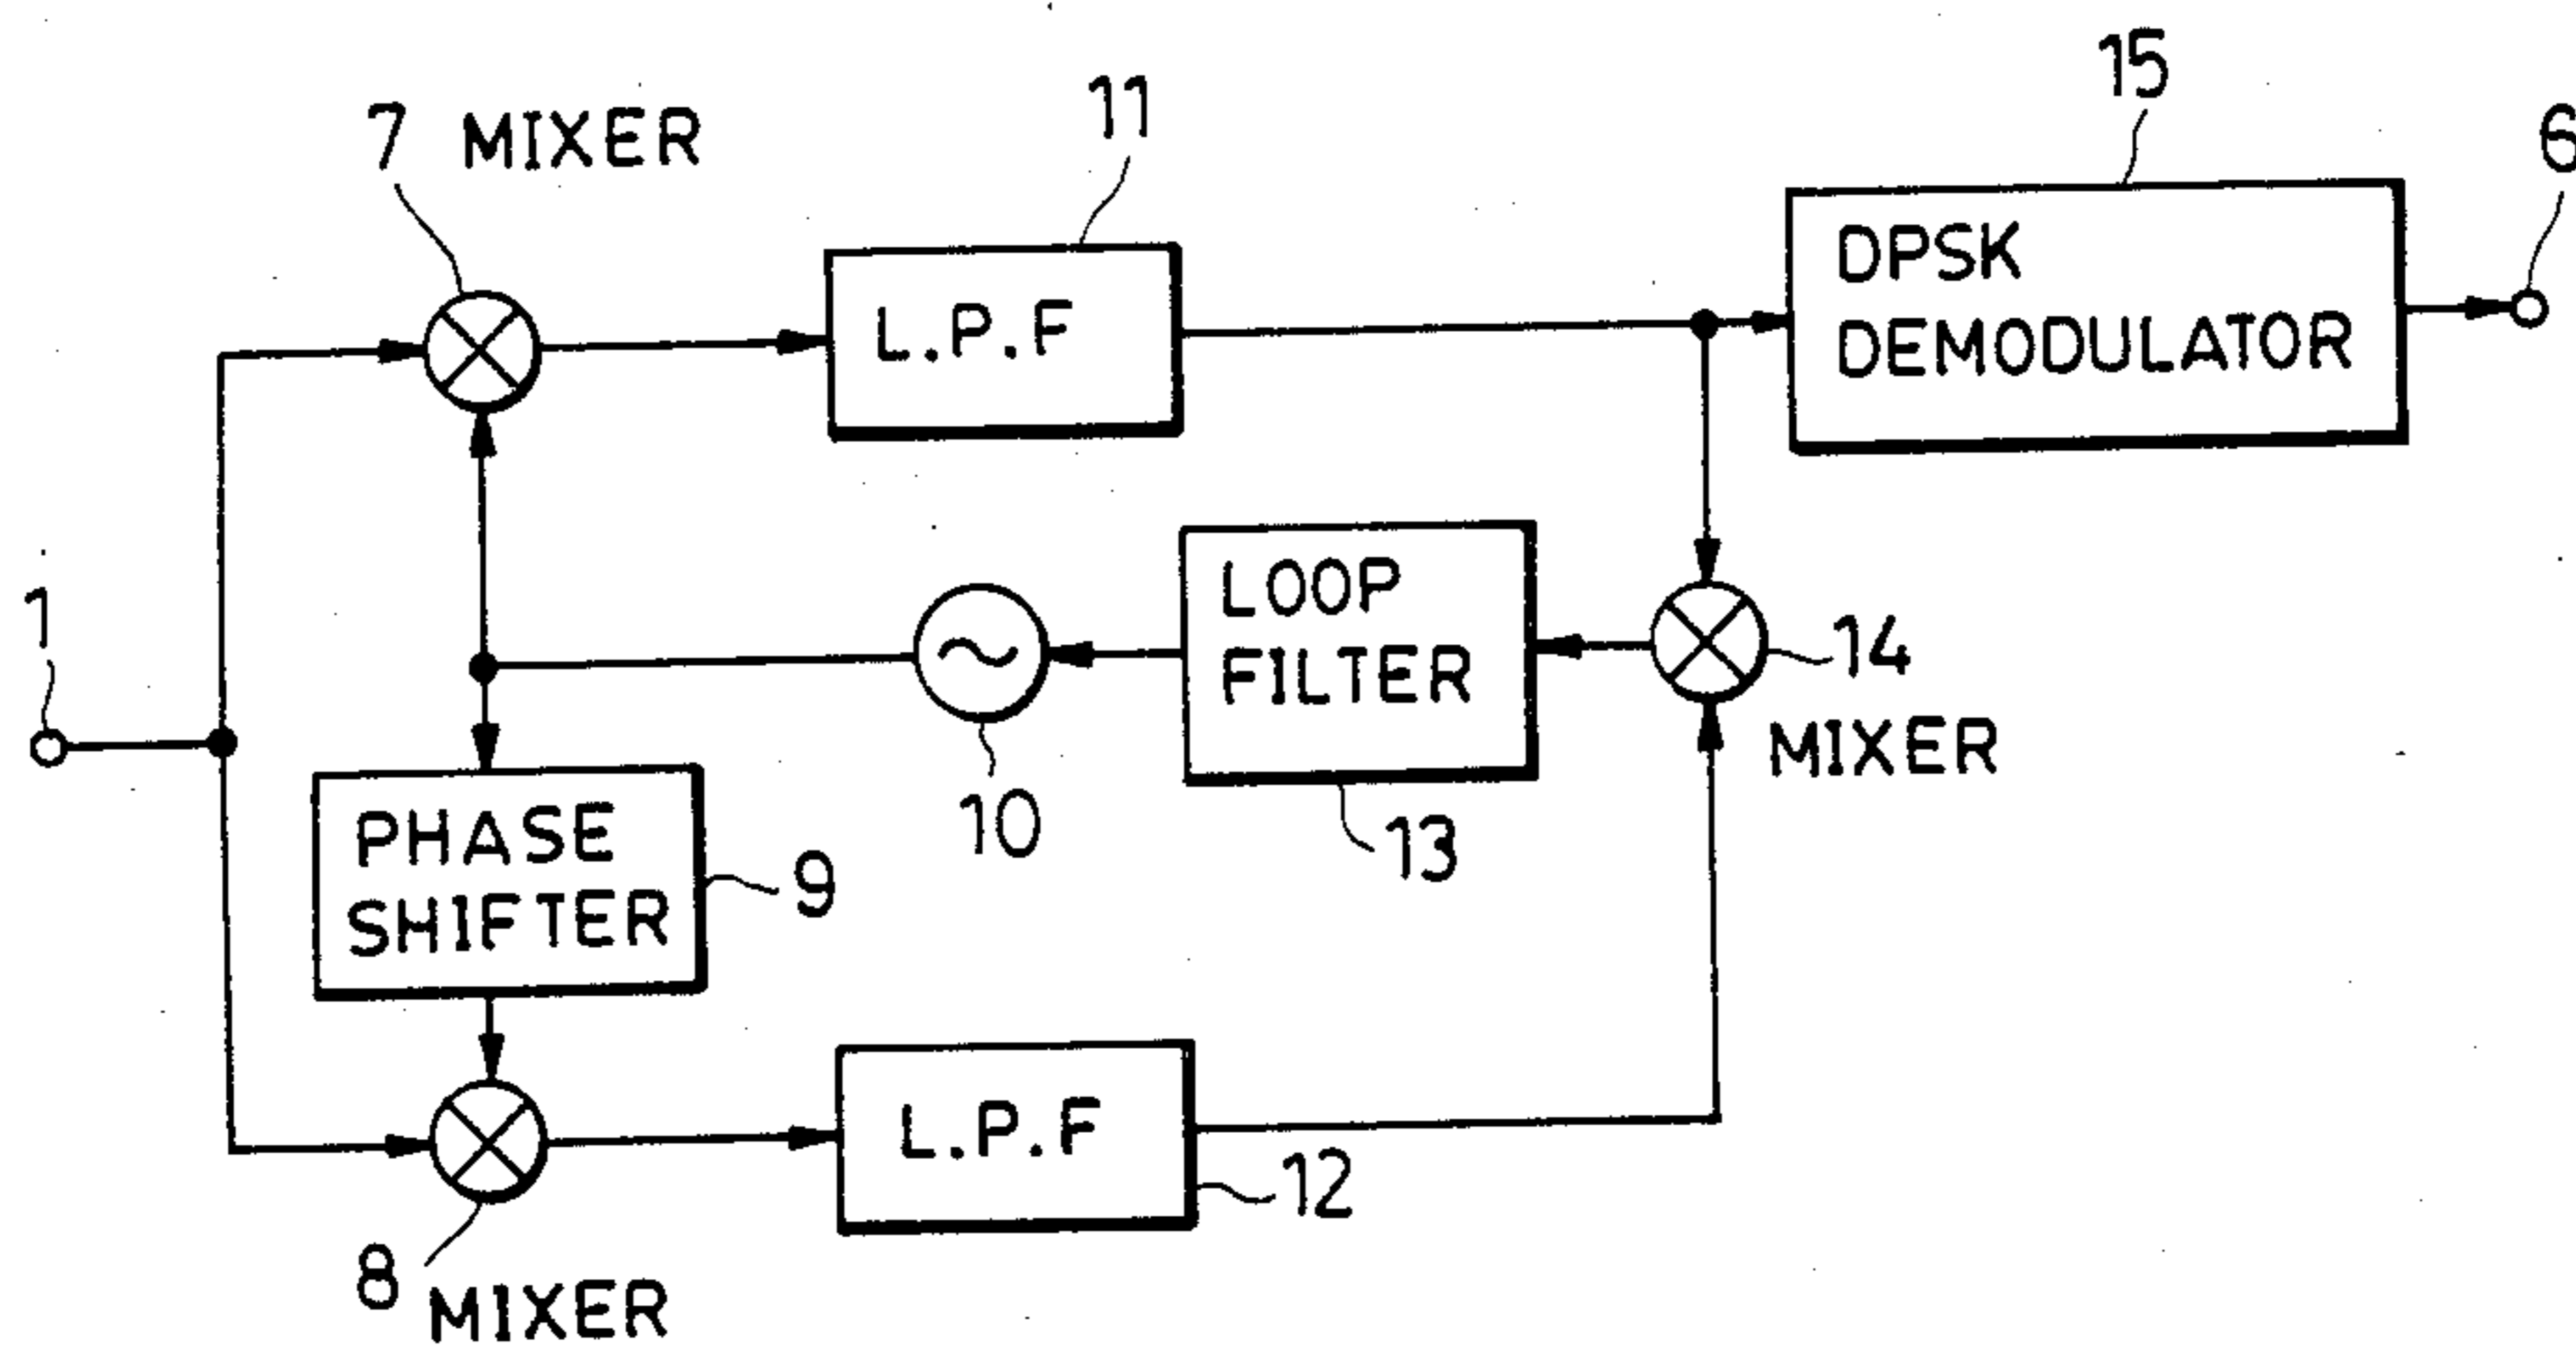 15
11
6
7 MIXER
DPSK
DEMODULATOR
L.P.F
LOOP
FILTER
1
14
MIXER
10
13
PHASE
SHIFTER
9
L.P.F
12
8
MIXER